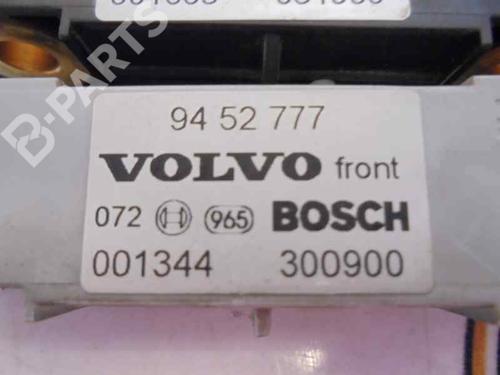 B-PARTS
94 52 777
VOLVO front
072 965 BOSCH
001344 300900